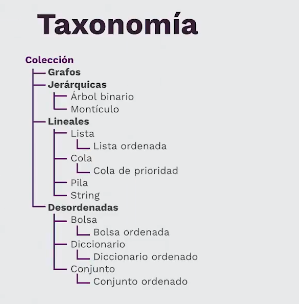 Taxonomía
Colección
Grafos
Jerárquicas
Árbol binario
Montículo
Lineales
Lista
Lista ordenada
Cola
Cola de prioridad
Pila
String
Desordenadas
Bolsa
Bolsa ordenada
Diccionario
Diccionario ordenado
Conjunto
Conjunto ordenado